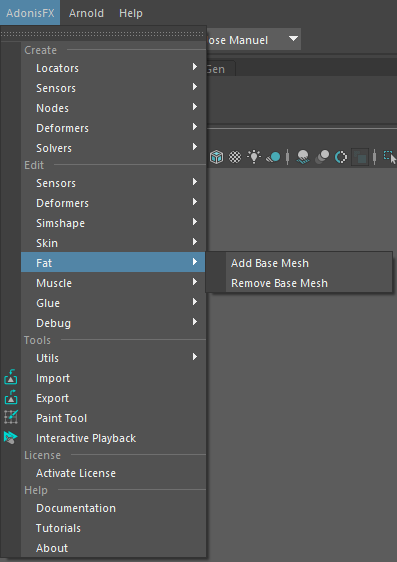 AdonisFX Arnold Help
ose Manuel
Gen
Create
Locators
Sensors
Nodes
Deformers
Solvers
Edit
Sensors
Deformers
Simshape
Skin
Fat
Add Base Mesh
Remove Base Mesh
Muscle
Glue
Debug
Tools
Utils
Import
Export
Paint Tool
Interactive Playback
License
Activate License
Help
Documentation
Tutorials
About